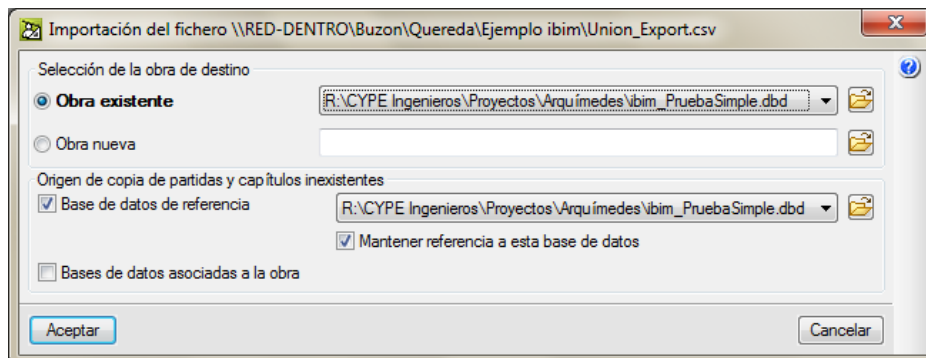 Importación del fichero \\RED-DENTRO\Buzon\Quereda\Ejemplo ibim\Union_Export.csv
Selección de la obra de destino
Obra existente R:\CYPE Ingenieros\Proyectos\Arquímedes\ibim_PruebaSimple.dbd
Obra nueva
Origen de copia de partidas y capítulos inexistentes
Base de datos de referencia R:\CYPE Ingenieros\Proyectos\Arquímedes\ibim_PruebaSimple.dbd
Mantener referencia a esta base de datos
Bases de datos asociadas a la obra
Aceptar Cancelar